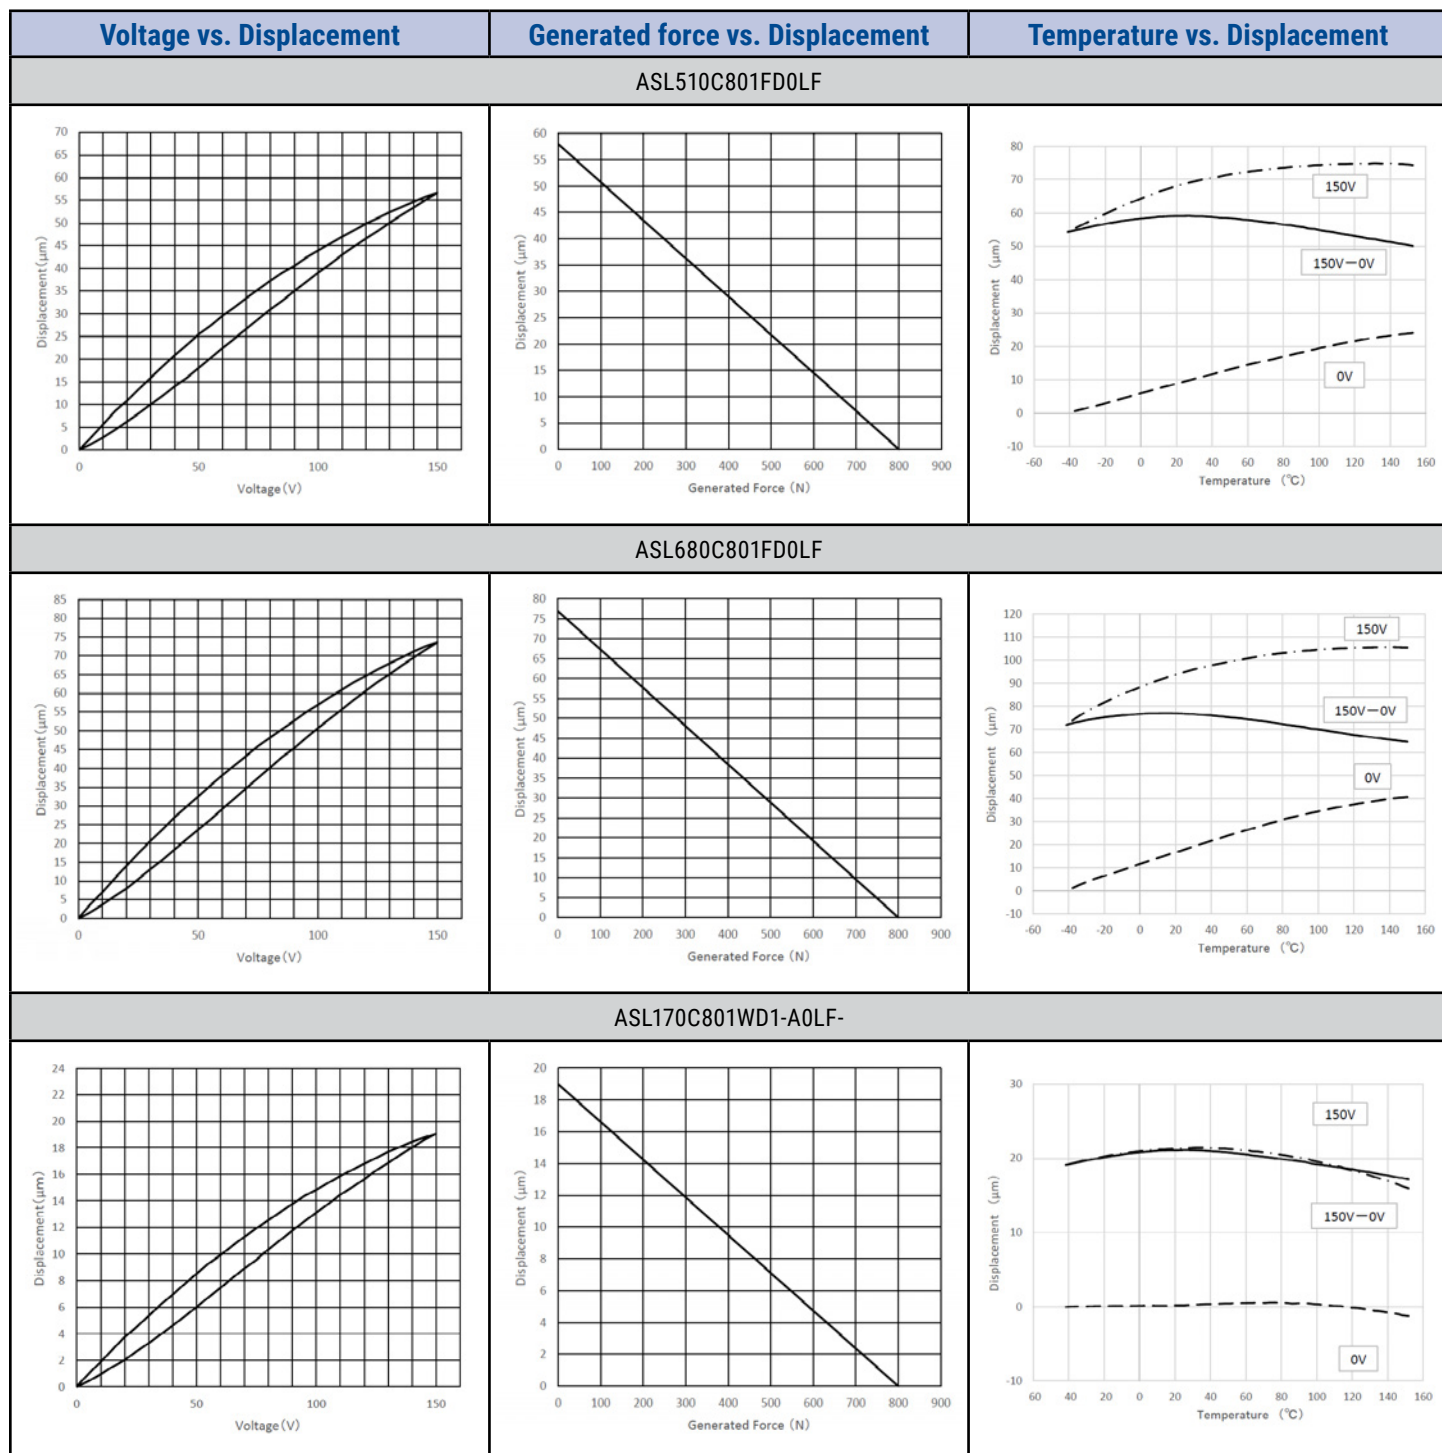 Voltage vs. Displacement Generated force vs. Displacement Temperature vs. Displacement
ASL510C801FD0LF
70
65
60
55
50
45
40
35
30
25
20
15
10
5
0
Displacement(μm)
0 50 100 150
Voltage(V)
60
55
50
45
40
35
30
25
20
15
10
5
0
Displacement(μm)
0 100 200 300 400 500 600 700 800 900
Generated Force (N)
80
70
60
50
40
30
20
10
0
-10
Displacement (μm)
150V
150V－0V
0V
-60 -40 -20 0 20 40 60 80 100 120 140 160
Temperature (℃)
ASL680C801FD0LF
85
80
75
70
65
60
55
50
45
40
35
30
25
20
15
10
5
0
Displacement(μm)
0 50 100 150
Voltage(V)
80
75
70
65
60
55
50
45
40
35
30
25
20
15
10
5
0
Displacement(μm)
0 100 200 300 400 500 600 700 800 900
Generated Force (N)
120
110
100
90
80
70
60
50
40
30
20
10
0
-10
Displacement (μm)
150V
150V－0V
0V
-60 -40 -20 0 20 40 60 80 100 120 140 160
Temperature (℃)
ASL170C801WD1-A0LF-
24
22
20
18
16
14
12
10
8
6
4
2
0
Displacement(μm)
0 50 100 150
Voltage(V)
20
18
16
14
12
10
8
6
4
2
0
Displacement(μm)
0 100 200 300 400 500 600 700 800 900
Generated Force (N)
30
20
10
0
-10
Displacement (μm)
150V
150V－0V
0V
60 40 20 0 20 40 60 80 100 120 140 160
Temperature (℃)